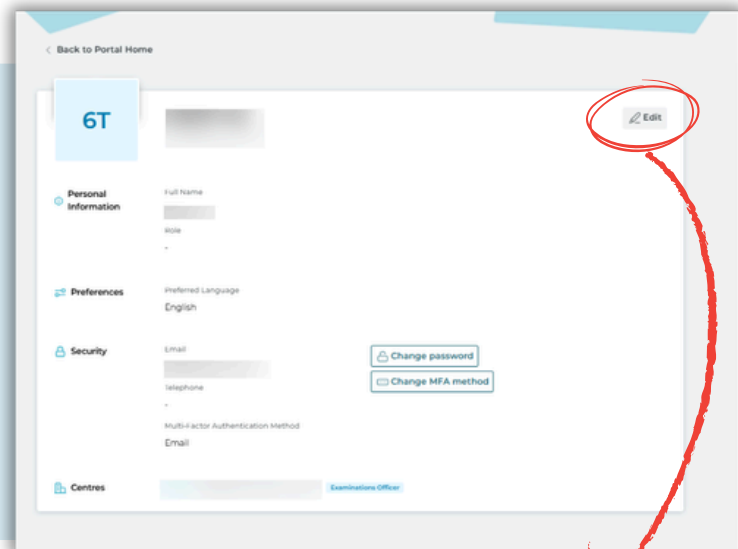 Back to Portal Home
6T
Edit
Personal
Information
Full Name
Role
-
Preferences
Preferred Language
English
Security
Email
Change password
Telephone
Change MFA method
-
Multi-Factor Authentication Method
Email
Centres
Examinations Officer